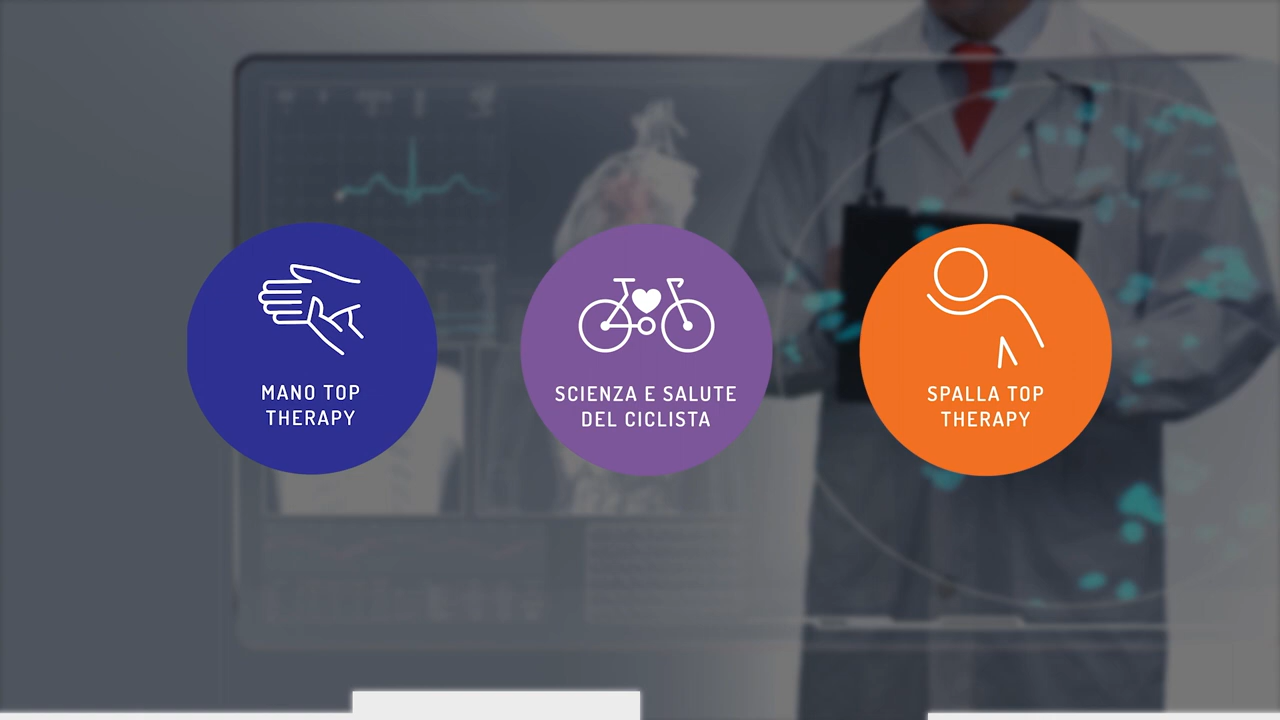 MANO TOP
THERAPY
SCIENZA E SALUTE
DEL CICLISTA
SPALLA TOP
THERAPY